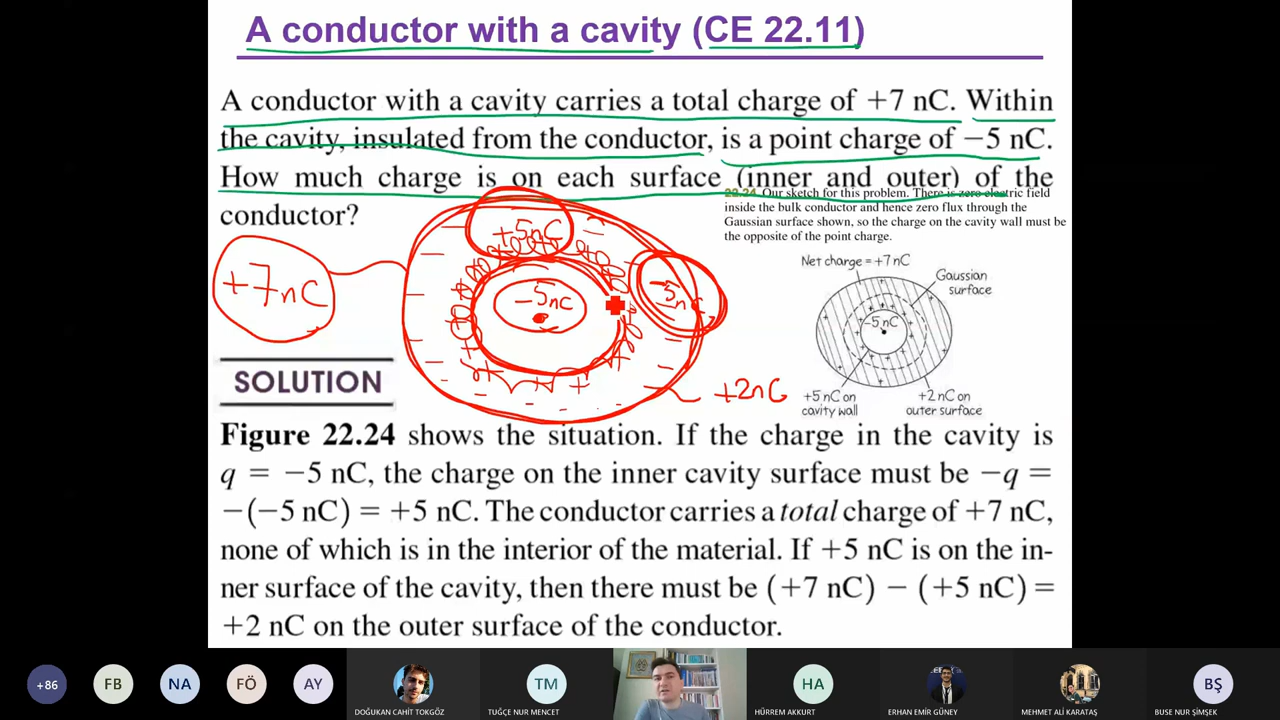 A conductor with a cavity (CE 22.11)
A conductor with a cavity carries a total charge of +7 nC. Within
the cavity, insulated from the conductor, is a point charge of −5 nC.
How much charge is on each surface (inner and outer) of the
conductor?
22.24 Our sketch for this problem. There is zero electric field
inside the bulk conductor and hence zero flux through the
Gaussian surface shown, so the charge on the cavity wall must be
the opposite of the point charge.
+7nC
+5nC
-5nC
-5nC
+2nC
Net charge = +7 nC
Gaussian
surface
-5 nC
+5 nC on
cavity wall
+2 nC on
outer surface
SOLUTION
Figure 22.24 shows the situation. If the charge in the cavity is
q = −5 nC, the charge on the inner cavity surface must be −q =
−(−5 nC) = +5 nC. The conductor carries a total charge of +7 nC,
none of which is in the interior of the material. If +5 nC is on the in-
ner surface of the cavity, then there must be (+7 nC) − (+5 nC) =
+2 nC on the outer surface of the conductor.
+86
FB
NA
FÖ
AY
DOĞUKAN CAHİT TOKGÖZ
TM
TUĞÇE NUR MENCET
HA
HÜRREM AKKURT
ERHAN EMİR GÜNEY
MEHMET ALİ KARATAŞ
BŞ
BUSE NUR ŞİMŞEK